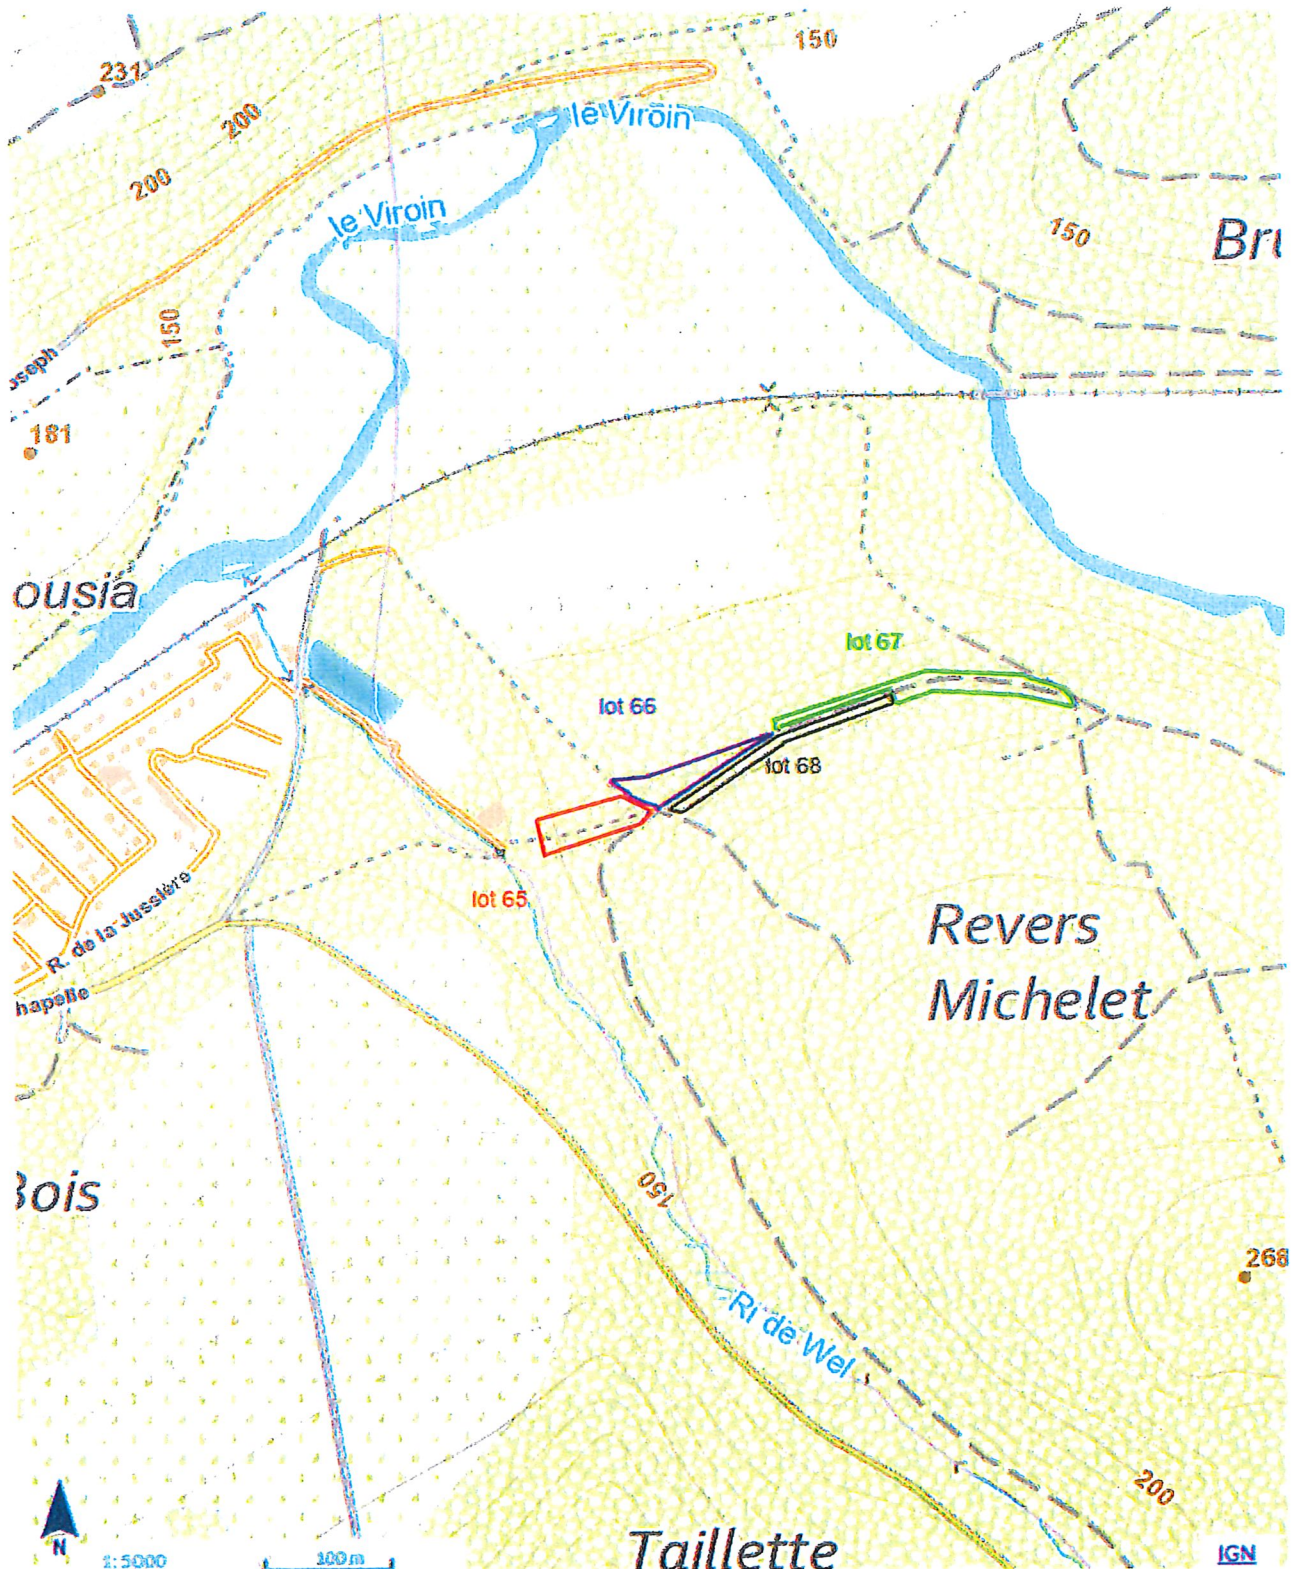 150
231
200
le Viroin
200
le Viroin
150
Bru
150
oseph
181
ousia
lot 67
lot 66
lot 68
lot 65
R. de la Jussière
Revers
Michelet
hapelle
Bois
150
268
Ri de Wel
200
N
1:5000
100 m
Taillette
IGN